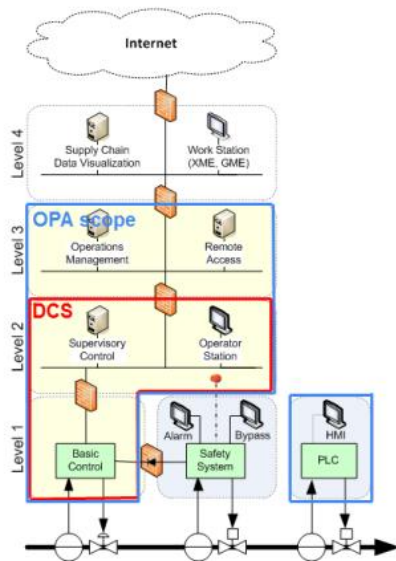 Internet
Level 4
Supply Chain
Data Visualization
Work Station
(XME, GME)
OPA scope
Level 3
Operations
Management
Remote
Access
DCS
Level 2
Supervisory
Control
Operator
Station
Level 1
Alarm
Bypass
HMI
Basic
Control
Safety
System
PLC